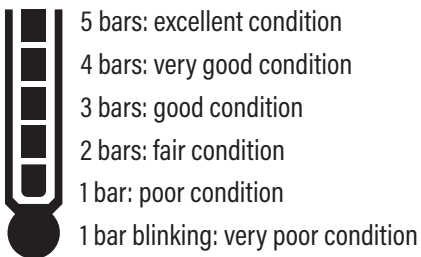 5 bars: excellent condition
4 bars: very good condition
3 bars: good condition
2 bars: fair condition
1 bar: poor condition
1 bar blinking: very poor condition